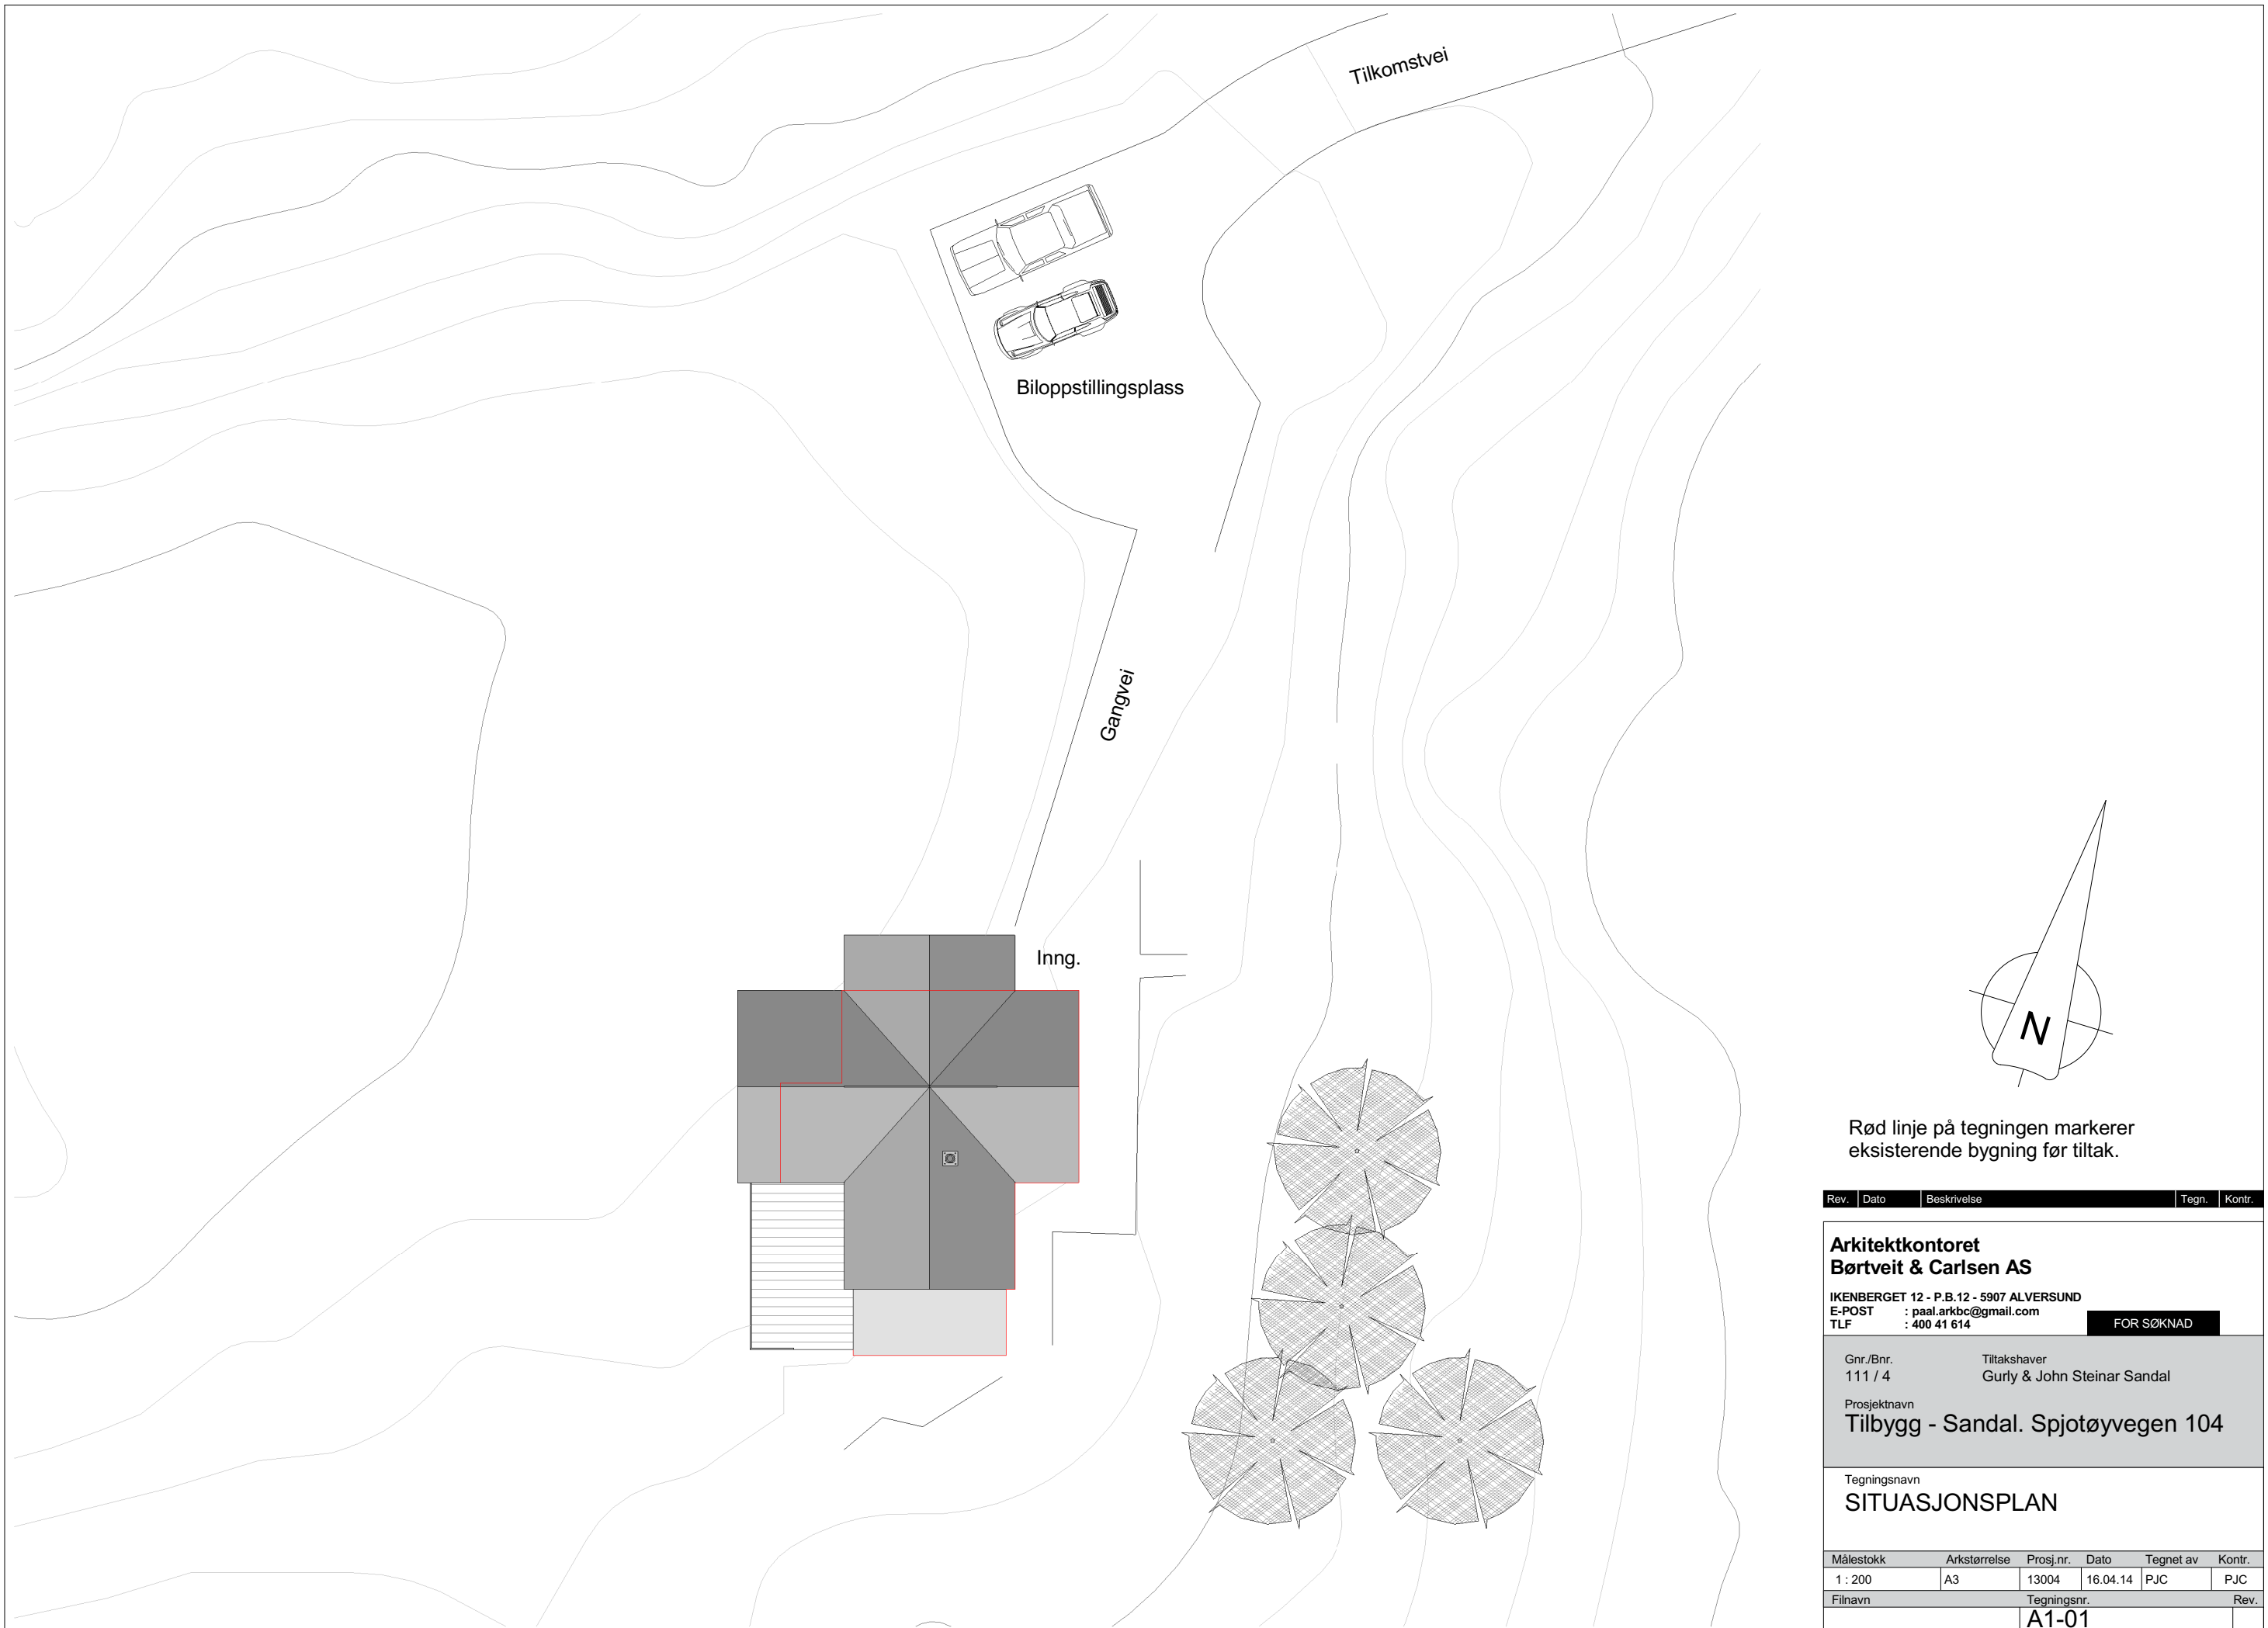 Tilkomstvei
Biloppstillingsplass
Gangvei
Inng.
N
Rød linje på tegningen markerer
eksisterende bygning før tiltak.
Rev. Dato Beskrivelse Tegn. Kontr.
Arkitektkontoret
Børtveit & Carlsen AS
IKENBERGET 12 - P.B.12 - 5907 ALVERSUND
E-POST : paal.arkbc@gmail.com
TLF : 400 41 614
FOR SØKNAD
Gnr./Bnr. Tiltakshaver
111 / 4 Gurly & John Steinar Sandal
Prosjektnavn
Tilbygg - Sandal. Spjotøyvegen 104
Tegningsnavn
SITUASJONSPLAN
Målestokk Arkstørrelse Prosj.nr. Dato Tegnet av Kontr.
1 : 200 A3 13004 16.04.14 PJC PJC
Filnavn Tegningsnr. Rev.
A1-01